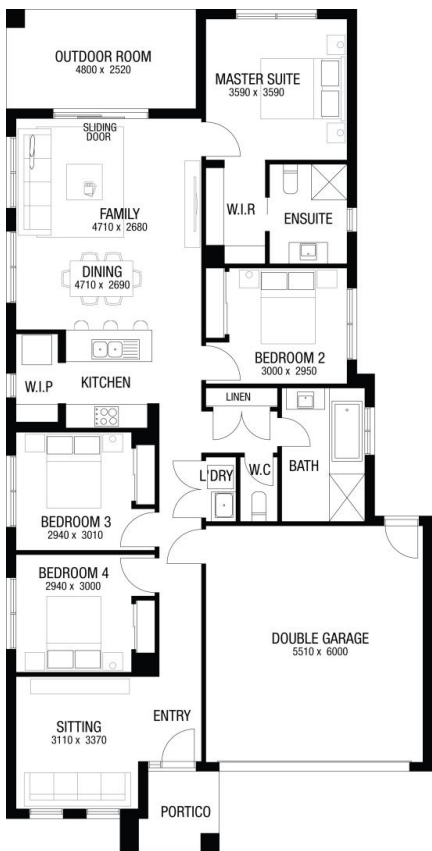 OUTDOOR ROOM
4800 x 2520
MASTER SUITE
3590 x 3590
SLIDING
DOOR
FAMILY
4710 x 2680
W.I.R
ENSUITE
DINING
4710 x 2690
BEDROOM 2
3000 x 2950
W.I.P
KITCHEN
LINEN
L'DRY
W.C
BATH
BEDROOM 3
2940 x 3010
BEDROOM 4
2940 x 3000
DOUBLE GARAGE
5510 x 6000
SITTING
3110 x 3370
ENTRY
PORTICO